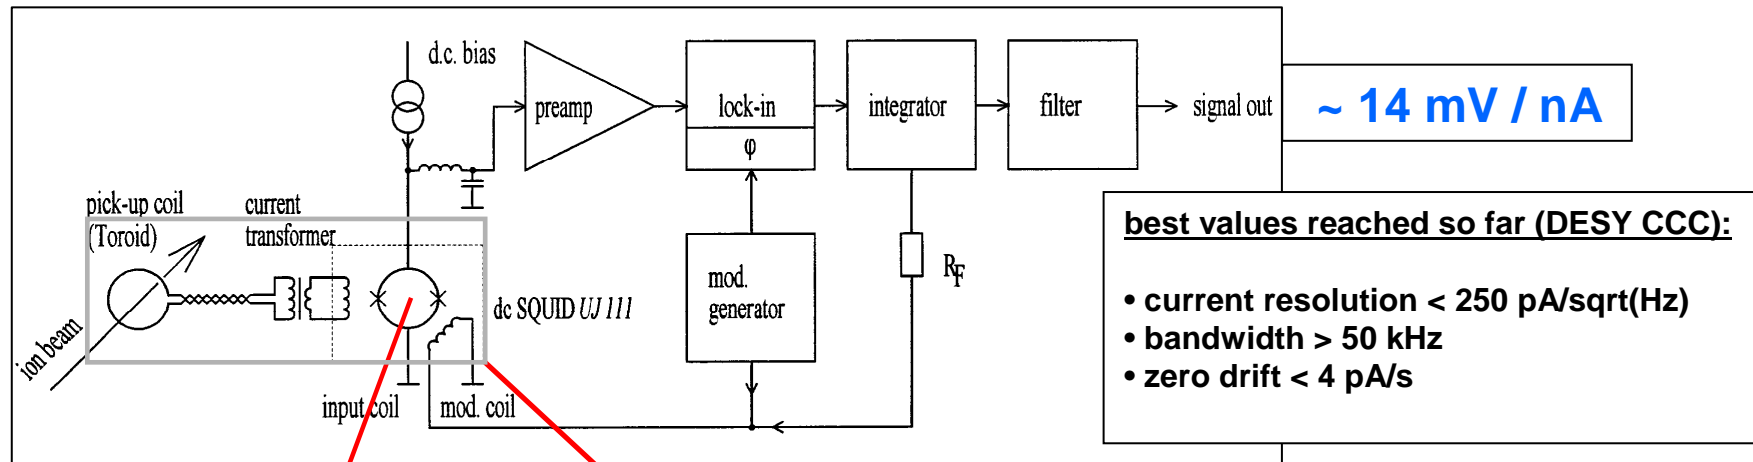 d.c. bias
preamp
lock-in
φ
integrator
filter
signal out
~ 14 mV / nA
pick-up coil
(Toroid)
current
transformer
ion beam
dc SQUID UJ 111
input coil
mod. coil
mod.
generator
RF
best values reached so far (DESY CCC):
• current resolution < 250 pA/sqrt(Hz)
• bandwidth > 50 kHz
• zero drift < 4 pA/s